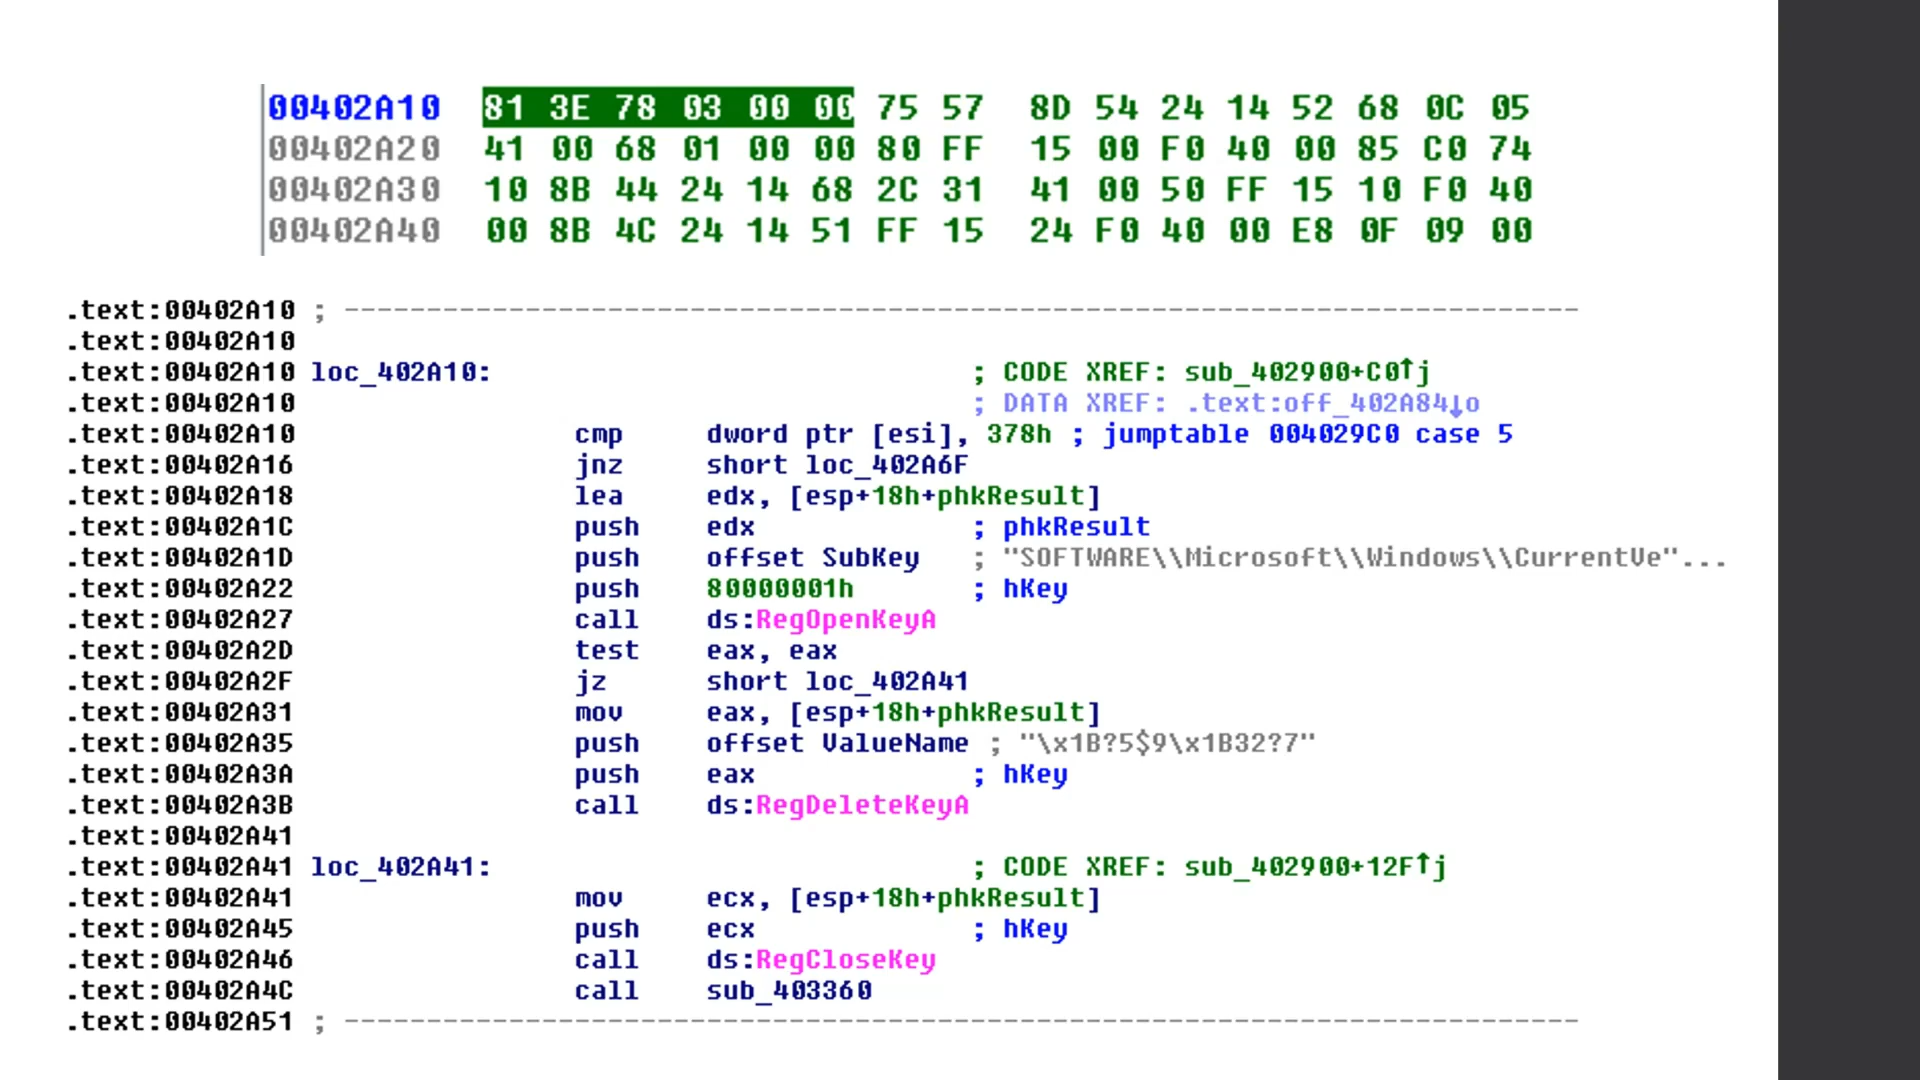 00402A10 81 3E 78 03 00 00 75 57 8D 54 24 14 52 68 0C 05
00402A20 41 00 68 01 00 00 80 FF 15 00 F0 40 00 85 C0 74
00402A30 10 8B 44 24 14 68 2C 31 41 00 50 FF 15 10 F0 40
00402A40 00 8B 4C 24 14 51 FF 15 24 F0 40 00 E8 0F 09 00
.text:00402A10 ; ---------------------------------------------------------------------------
.text:00402A10
.text:00402A10 loc_402A10: ; CODE XREF: sub_402900+C0↑j
.text:00402A10 ; DATA XREF: .text:off_402A84↓o
.text:00402A10 cmp dword ptr [esi], 378h ; jumptable 004029C0 case 5
.text:00402A16 jnz short loc_402A6F
.text:00402A18 lea edx, [esp+18h+phkResult]
.text:00402A1C push edx ; phkResult
.text:00402A1D push offset SubKey ; "SOFTWARE\\Microsoft\\Windows\\CurrentVe"...
.text:00402A22 push 80000001h ; hKey
.text:00402A27 call ds:RegOpenKeyA
.text:00402A2D test eax, eax
.text:00402A2F jz short loc_402A41
.text:00402A31 mov eax, [esp+18h+phkResult]
.text:00402A35 push offset ValueName ; "\x1B?5$9\x1B32?7"
.text:00402A3A push eax ; hKey
.text:00402A3B call ds:RegDeleteKeyA
.text:00402A41
.text:00402A41 loc_402A41: ; CODE XREF: sub_402900+12F↑j
.text:00402A41 mov ecx, [esp+18h+phkResult]
.text:00402A45 push ecx ; hKey
.text:00402A46 call ds:RegCloseKey
.text:00402A4C call sub_403360
.text:00402A51 ; ---------------------------------------------------------------------------